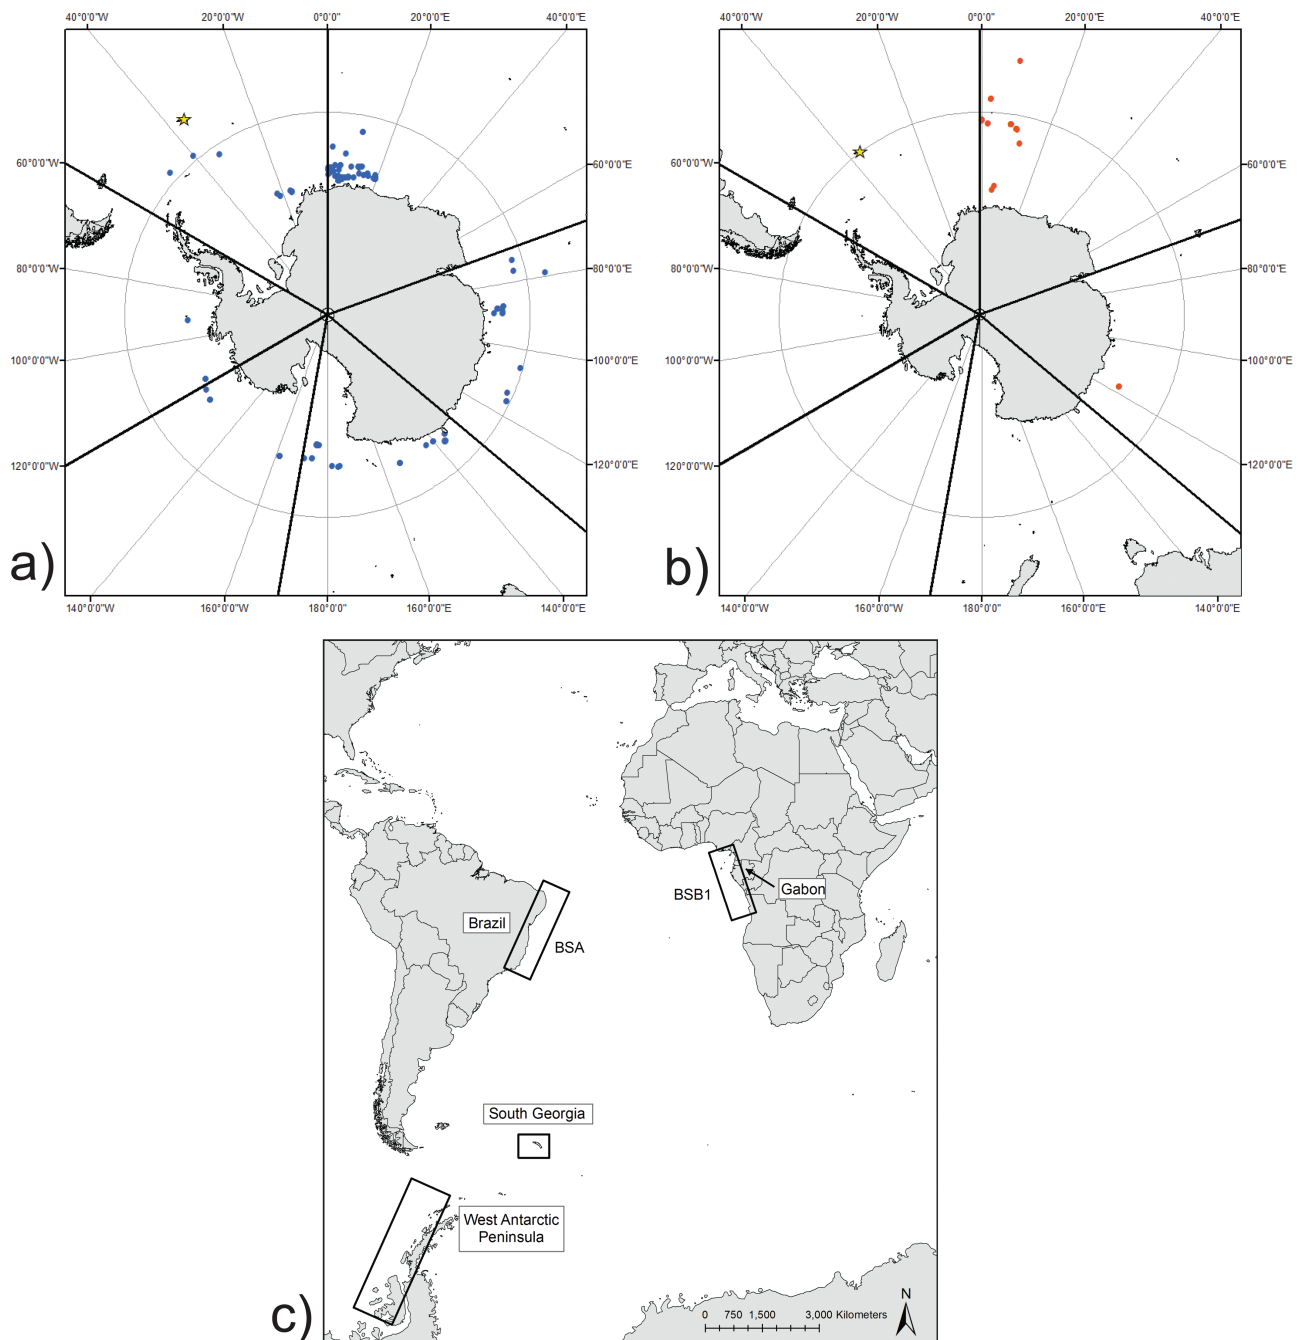 40°0'0"W 20°0'0"W 0°0'0" 20°0'0"E 40°0'0"E
60°0'0"W 60°0'0"E
80°0'0"W 80°0'0"E
100°0'0"W 100°0'0"E
120°0'0"W 120°0'0"E
140°0'0"W 160°0'0"W 180°0'0" 160°0'0"E 140°0'0"E
a)
40°0'0"W 20°0'0"W 0°0'0" 20°0'0"E 40°0'0"E
60°0'0"W 60°0'0"E
80°0'0"W 80°0'0"E
100°0'0"W 100°0'0"E
120°0'0"W 120°0'0"E
140°0'0"W 160°0'0"W 180°0'0" 160°0'0"E 140°0'0"E
b)
Gabon
BSB1
Brazil
BSA
South Georgia
West Antarctic
Peninsula
N
0 750 1,500 3,000 Kilometers
c)